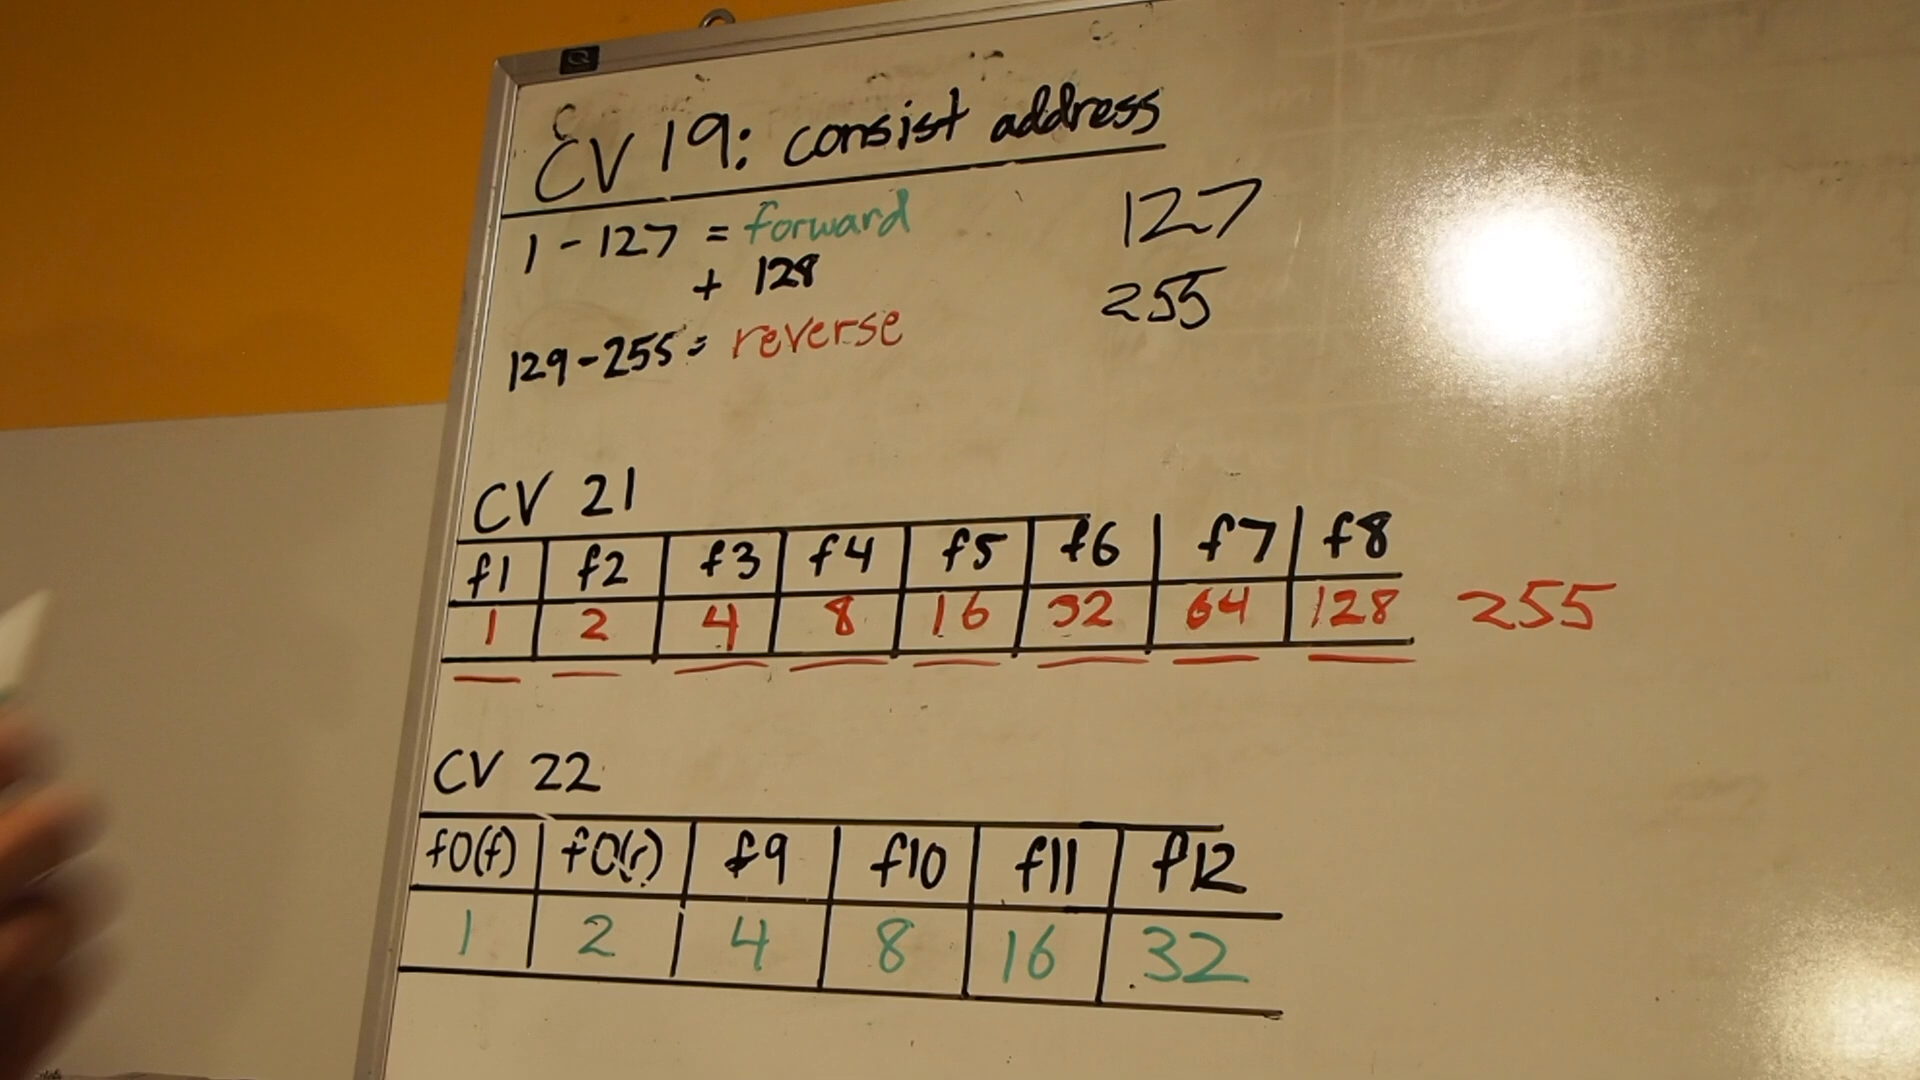 CV 19: consist address
1 - 127 = forward
127
+ 128
255
129-255 = reverse
CV 21
f1 f2 f3 f4 f5 f6 f7 f8
1 2 4 8 16 32 64 128 255
CV 22
f0(f) f0(r) f9 f10 f11 f12
1 2 4 8 16 32